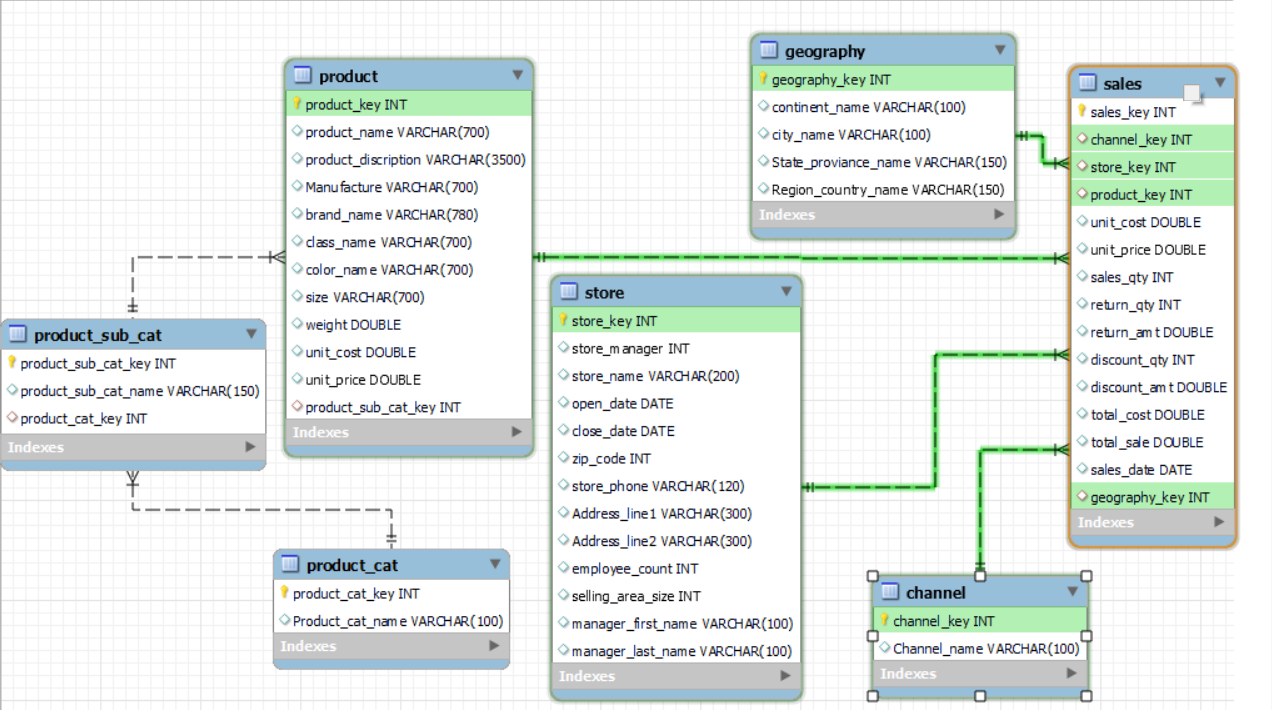 product
product_key INT
product_name VARCHAR(700)
product_discription VARCHAR(3500)
Manufacture VARCHAR(700)
brand_name VARCHAR(780)
class_name VARCHAR(700)
color_name VARCHAR(700)
size VARCHAR(700)
weight DOUBLE
unit_cost DOUBLE
unit_price DOUBLE
product_sub_cat_key INT
Indexes
geography
geography_key INT
continent_name VARCHAR(100)
city_name VARCHAR(100)
State_proviance_name VARCHAR(150)
Region_country_name VARCHAR(150)
Indexes
sales
sales_key INT
channel_key INT
store_key INT
product_key INT
unit_cost DOUBLE
unit_price DOUBLE
sales_qty INT
return_qty INT
return_amt DOUBLE
discount_qty INT
discount_amt DOUBLE
total_cost DOUBLE
total_sale DOUBLE
sales_date DATE
geography_key INT
Indexes
product_sub_cat
product_sub_cat_key INT
product_sub_cat_name VARCHAR(150)
product_cat_key INT
Indexes
store
store_key INT
store_manager INT
store_name VARCHAR(200)
open_date DATE
close_date DATE
zip_code INT
store_phone VARCHAR(120)
Address_line1 VARCHAR(300)
Address_line2 VARCHAR(300)
employee_count INT
selling_area_size INT
manager_first_name VARCHAR(100)
manager_last_name VARCHAR(100)
Indexes
product_cat
product_cat_key INT
Product_cat_name VARCHAR(100)
Indexes
channel
channel_key INT
Channel_name VARCHAR(100)
Indexes